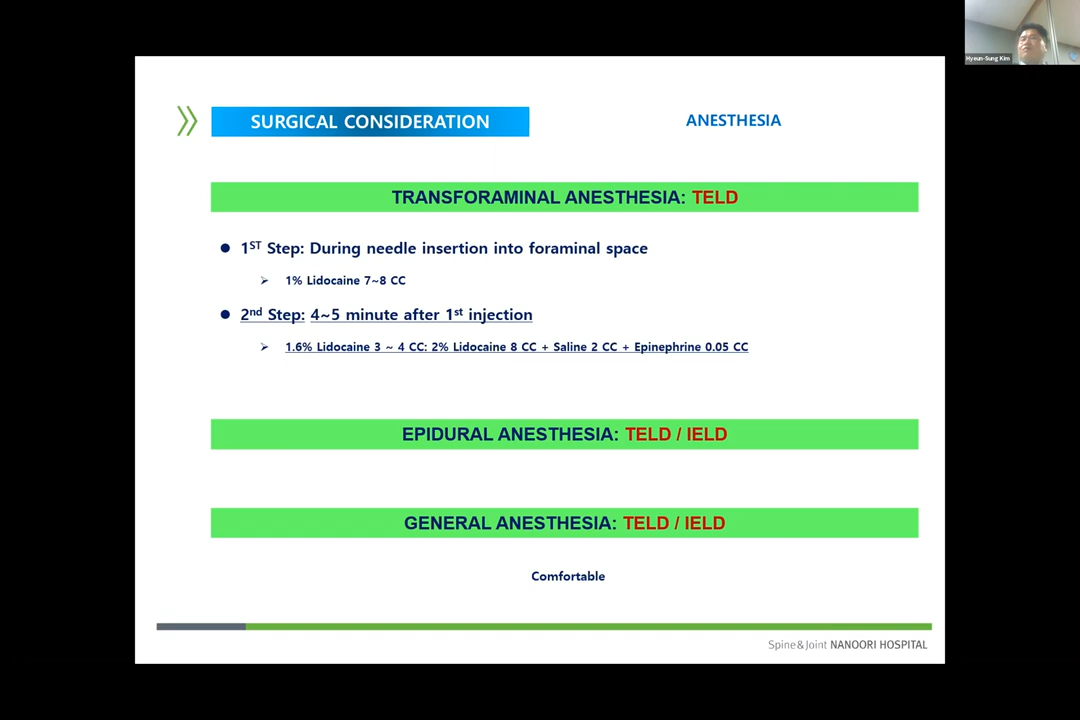 Hyeun-Sung Kim
SURGICAL CONSIDERATION
ANESTHESIA
TRANSFORAMINAL ANESTHESIA: TELD
1ST Step: During needle insertion into foraminal space
1% Lidocaine 7~8 CC
2nd Step: 4~5 minute after 1st injection
1.6% Lidocaine 3 ~ 4 CC: 2% Lidocaine 8 CC + Saline 2 CC + Epinephrine 0.05 CC
EPIDURAL ANESTHESIA: TELD / IELD
GENERAL ANESTHESIA: TELD / IELD
Comfortable
Spine&Joint NANOORI HOSPITAL